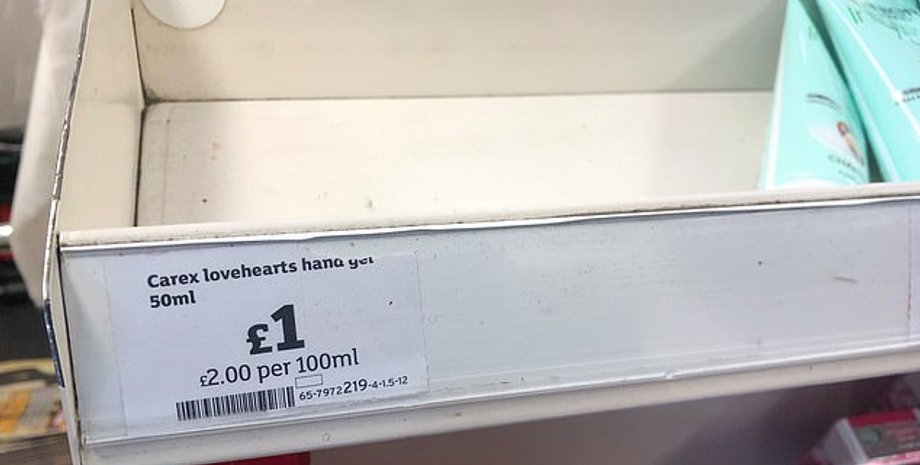 Carex lovehearts hand gel
50ml
£1
£2.00 per 100ml
65-7972219-4-1.5-12